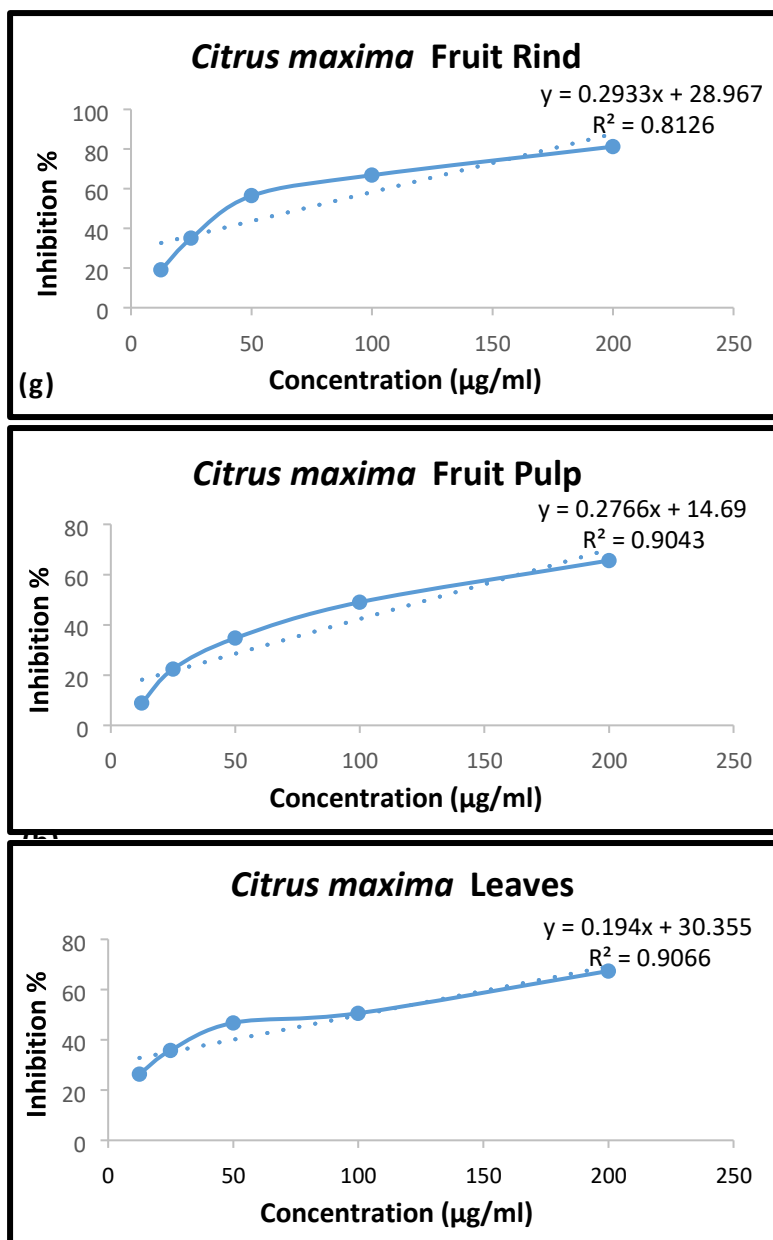 Citrus maxima Fruit Rind
y = 0.2933x + 28.967
R² = 0.8126
Inhibition %
100
80
60
40
20
0
0 50 100 150 200 250
Concentration (µg/ml)
(g)
Citrus maxima Fruit Pulp
y = 0.2766x + 14.69
R² = 0.9043
Inhibition %
80
60
40
20
0
0 50 100 150 200 250
Concentration (µg/ml)
Citrus maxima Leaves
y = 0.194x + 30.355
R² = 0.9066
Inhibition %
80
60
40
20
0
0 50 100 150 200 250
Concentration (µg/ml)